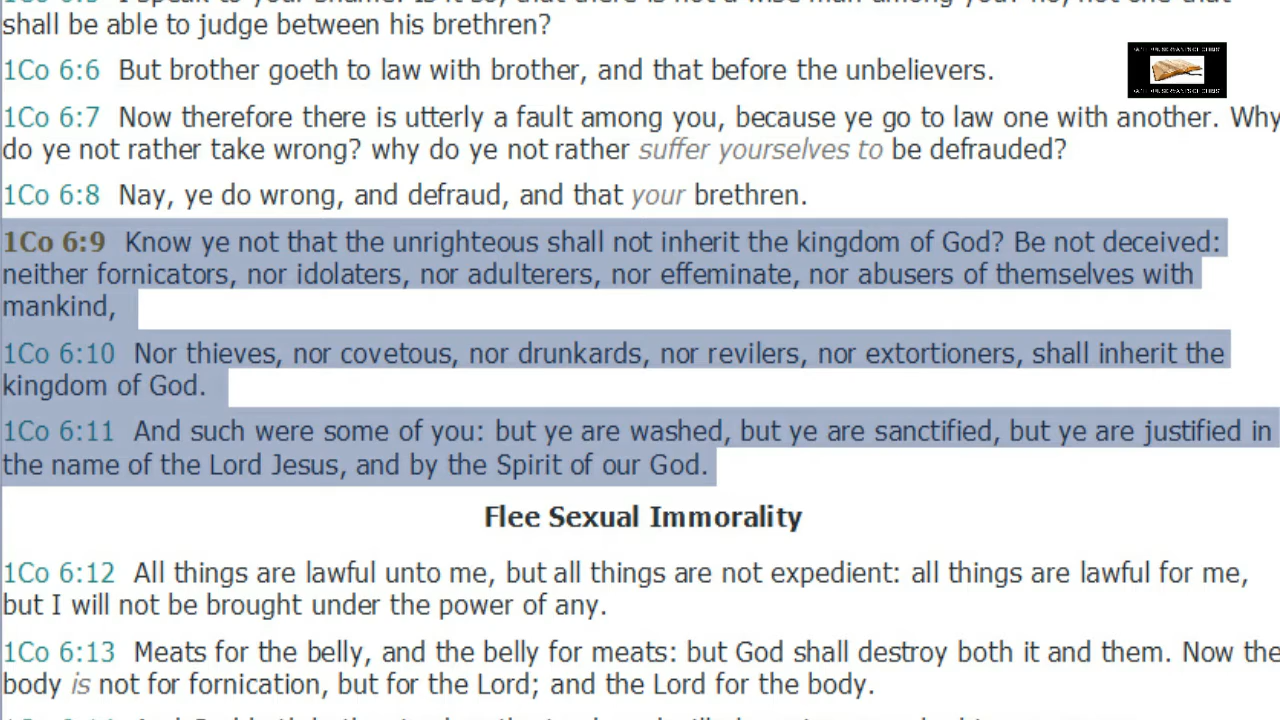 shall be able to judge between his brethren?
1Co 6:6 But brother goeth to law with brother, and that before the unbelievers.
1Co 6:7 Now therefore there is utterly a fault among you, because ye go to law one with another. Why
do ye not rather take wrong? why do ye not rather suffer yourselves to be defrauded?
1Co 6:8 Nay, ye do wrong, and defraud, and that your brethren.
1Co 6:9 Know ye not that the unrighteous shall not inherit the kingdom of God? Be not deceived:
neither fornicators, nor idolaters, nor adulterers, nor effeminate, nor abusers of themselves with
mankind,
1Co 6:10 Nor thieves, nor covetous, nor drunkards, nor revilers, nor extortioners, shall inherit the
kingdom of God.
1Co 6:11 And such were some of you: but ye are washed, but ye are sanctified, but ye are justified in
the name of the Lord Jesus, and by the Spirit of our God.
Flee Sexual Immorality
1Co 6:12 All things are lawful unto me, but all things are not expedient: all things are lawful for me,
but I will not be brought under the power of any.
1Co 6:13 Meats for the belly, and the belly for meats: but God shall destroy both it and them. Now the
body is not for fornication, but for the Lord; and the Lord for the body.